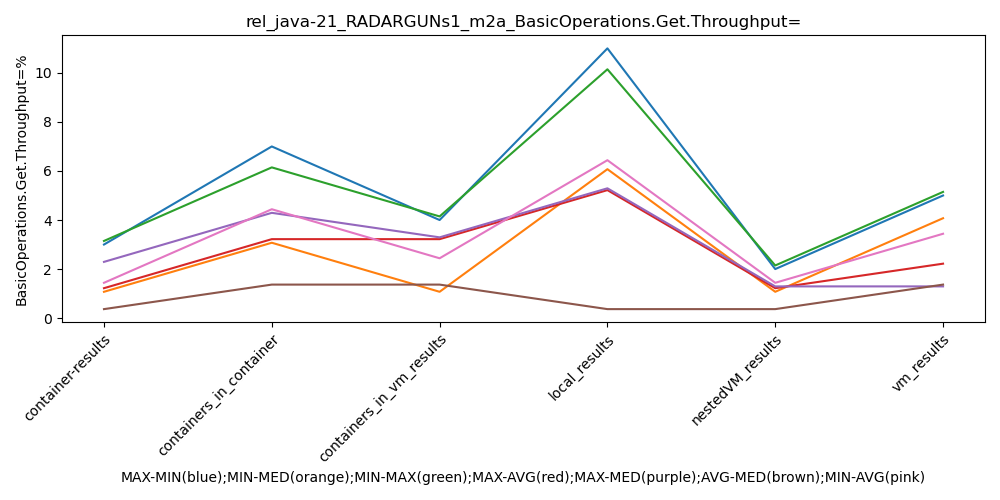 rel_java-21_RADARGUNs1_m2a_BasicOperations.Get.Throughput=
BasicOperations.Get.Throughput=%
10
8
6
4
2
0
container-results
containers_in_container
containers_in_vm_results
local_results
nestedVM_results
vm_results
MAX-MIN(blue);MIN-MED(orange);MIN-MAX(green);MAX-AVG(red);MAX-MED(purple);AVG-MED(brown);MIN-AVG(pink)